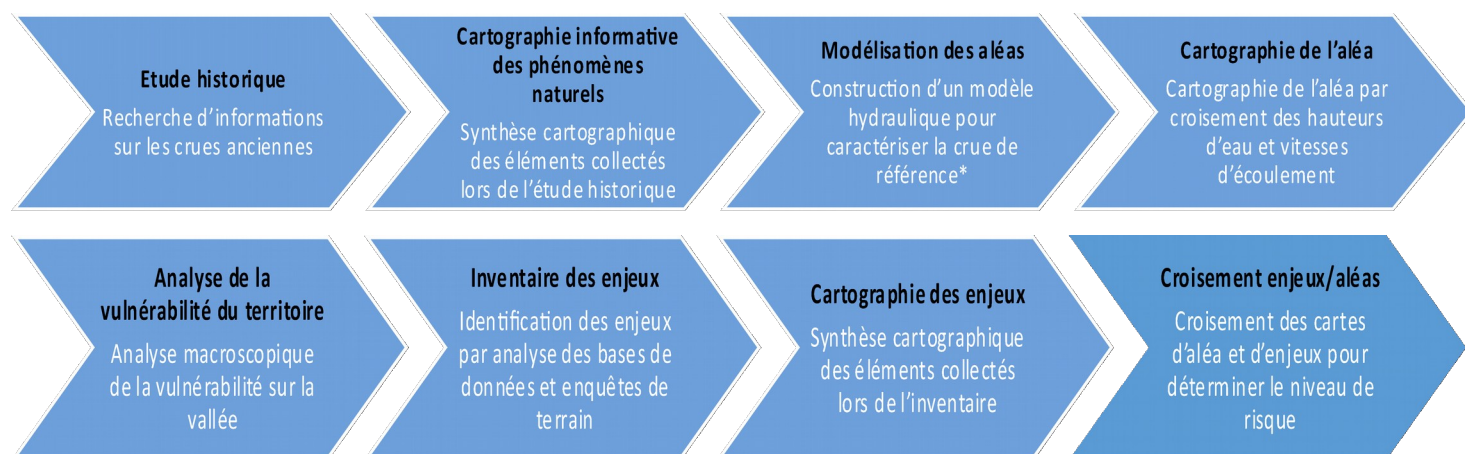 Etude historique
Recherche d'informations
sur les crues anciennes
Cartographie informative
des phénomènes
naturels
Synthèse cartographique
des éléments collectés
lors de l'étude historique
Modélisation des aléas
Construction d'un modèle
hydraulique pour
caractériser la crue de
référence*
Cartographie de l'aléa
Cartographie de l'aléa par
croisement des hauteurs
d'eau et vitesses
d'écoulement
Analyse de la
vulnérabilité du territoire
Analyse macroscopique
de la vulnérabilité sur la
vallée
Inventaire des enjeux
Identification des enjeux
par analyse des bases de
données et enquêtes de
terrain
Cartographie des enjeux
Synthèse cartographique
des éléments collectés
lors de l'inventaire
Croisement enjeux/aléas
Croisement des cartes
d'aléa et d'enjeux pour
déterminer le niveau de
risque